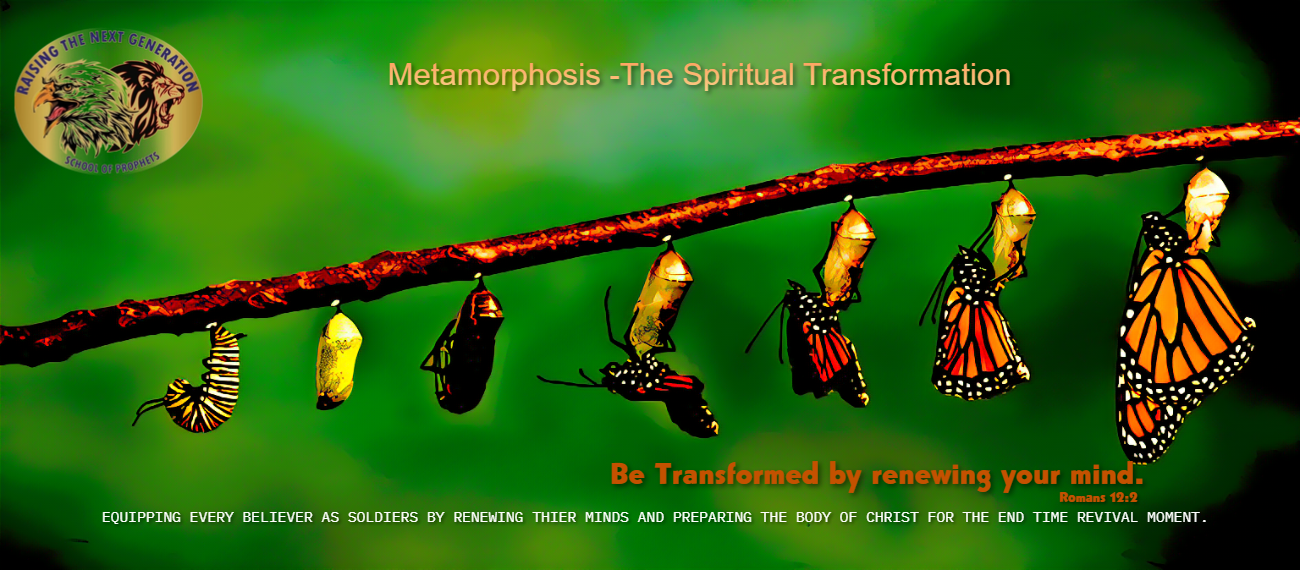 RAISING THE NEXT GENERATION
SCHOOL OF PROPHETS
Metamorphosis -The Spiritual Transformation
Be Transformed by renewing your mind.
Romans 12:2
EQUIPPING EVERY BELIEVER AS SOLDIERS BY RENEWING THIER MINDS AND PREPARING THE BODY OF CHRIST FOR THE END TIME REVIVAL MOMENT.